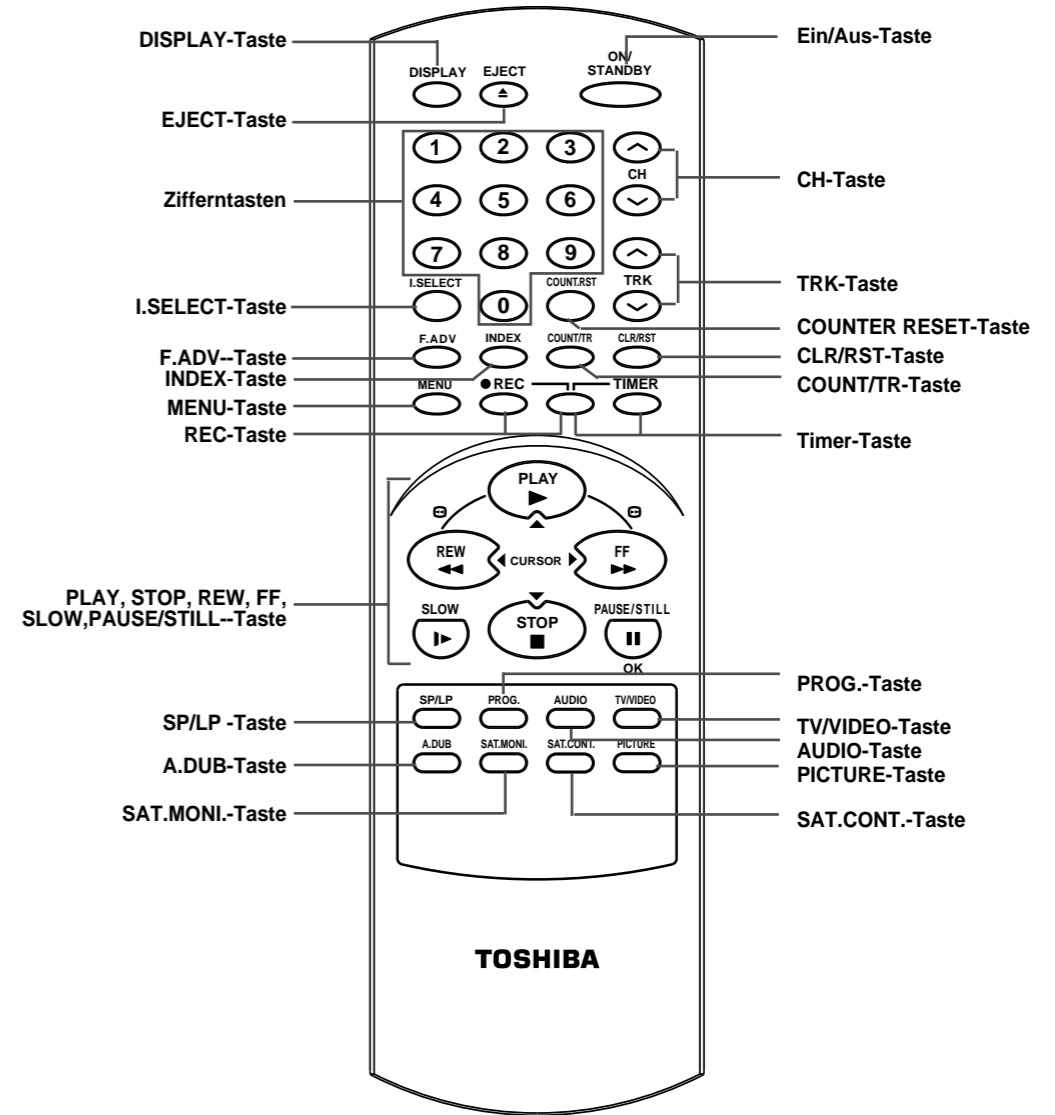 DISPLAY-Taste
EJECT-Taste
Zifferntasten
I.SELECT-Taste
F.ADV--Taste
INDEX-Taste
MENU-Taste
REC-Taste
PLAY, STOP, REW, FF,
SLOW,PAUSE/STILL--Taste
SP/LP -Taste
A.DUB-Taste
SAT.MONI.-Taste
DISPLAY EJECT ON/
STANDBY
1 2 3
CH
4 5 6
7 8 9
I.SELECT 0 COUNT.RST TRK
F.ADV INDEX COUNT/TR CLR/RST
MENU ●REC TIMER
PLAY
REW CURSOR FF
SLOW STOP PAUSE/STILL
OK
SP/LP PROG. AUDIO TV/VIDEO
A.DUB SAT.MONI. SAT.CONT. PICTURE
TOSHIBA
Ein/Aus-Taste
CH-Taste
TRK-Taste
COUNTER RESET-Taste
CLR/RST-Taste
COUNT/TR-Taste
Timer-Taste
PROG.-Taste
TV/VIDEO-Taste
AUDIO-Taste
PICTURE-Taste
SAT.CONT.-Taste